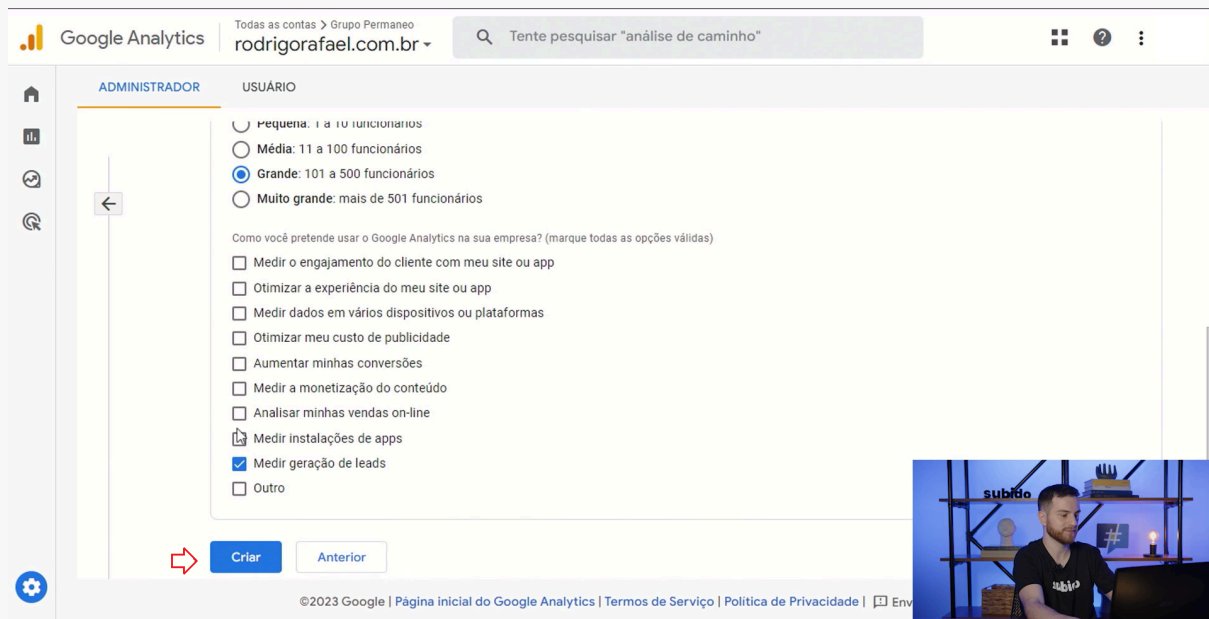 Google Analytics
Todas as contas > Grupo Permaneo
rodrigorafael.com.br
Tente pesquisar "análise de caminho"
ADMINISTRADOR
USUÁRIO
Pequena: 1 a 10 funcionários
Média: 11 a 100 funcionários
Grande: 101 a 500 funcionários
Muito grande: mais de 501 funcionários
Como você pretende usar o Google Analytics na sua empresa? (marque todas as opções válidas)
Medir o engajamento do cliente com meu site ou app
Otimizar a experiência do meu site ou app
Medir dados em vários dispositivos ou plataformas
Otimizar meu custo de publicidade
Aumentar minhas conversões
Medir a monetização do conteúdo
Analisar minhas vendas on-line
Medir instalações de apps
Medir geração de leads
Outro
subido
#
subido
Criar
Anterior
©2023 Google | Página inicial do Google Analytics | Termos de Serviço | Política de Privacidade | Env